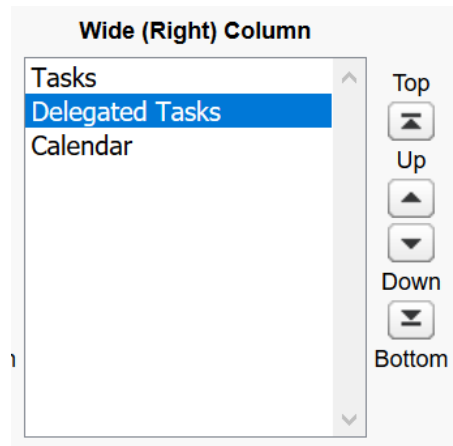 Wide (Right) Column
Tasks
Delegated Tasks
Calendar
Top
Up
Down
Bottom